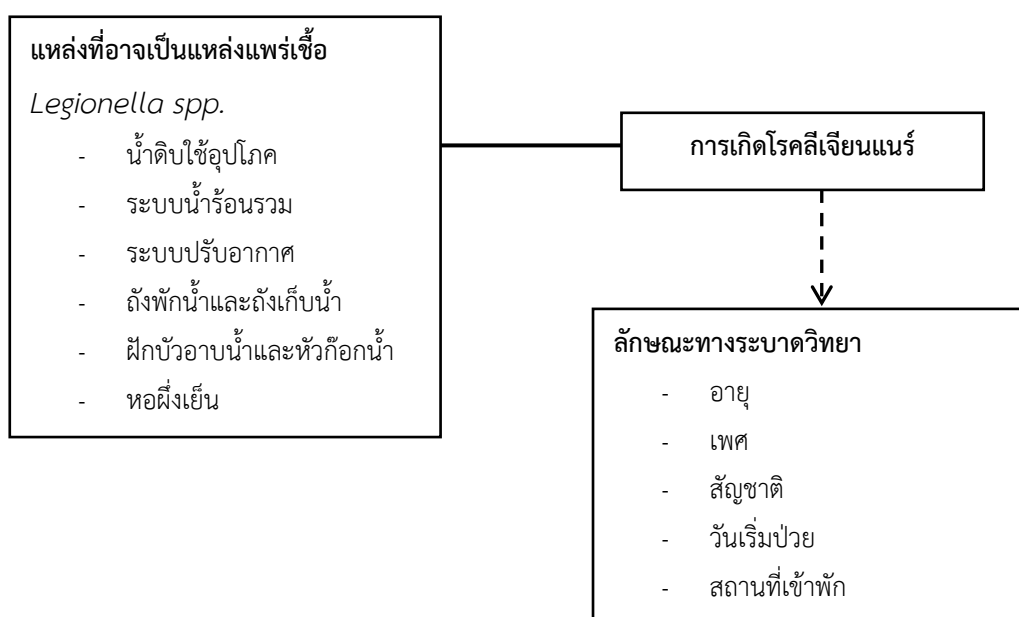 แหล่งที่อาจเป็นแหล่งแพร่เชื้อ
Legionella spp.
- น้ำดิบใช้อุปโภค
- ระบบน้ำร้อนรวม
- ระบบปรับอากาศ
- ถังพักน้ำและถังเก็บน้ำ
- ฝักบัวอาบน้ำและหัวก๊อกน้ำ
- หอผึ่งเย็น
การเกิดโรคลีเจียนแนร์
ลักษณะทางระบาดวิทยา
- อายุ
- เพศ
- สัญชาติ
- วันเริ่มป่วย
- สถานที่เข้าพัก